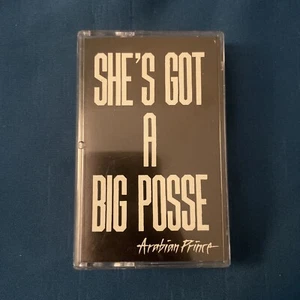 SHE'S GOT
A
BIG POSSE
Arabian Prince